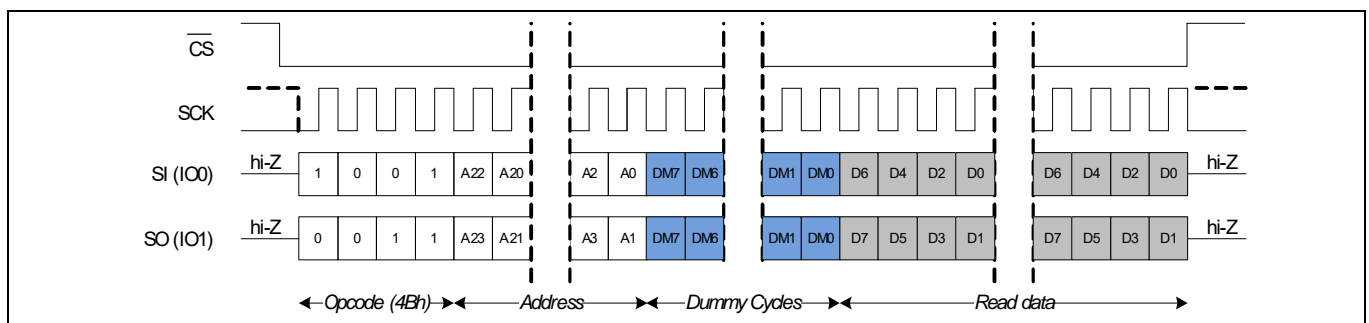 CS
SCK
SI (IO0) hi-Z 1 0 0 1 A22 A20 A2 A0 DM7 DM6 DM1 DM0 D6 D4 D2 D0 D6 D4 D2 D0 hi-Z
SO (IO1) hi-Z 0 0 1 1 A23 A21 A3 A1 DM7 DM6 DM1 DM0 D7 D5 D3 D1 D7 D5 D3 D1 hi-Z
Opcode (4Bh) Address Dummy Cycles Read data